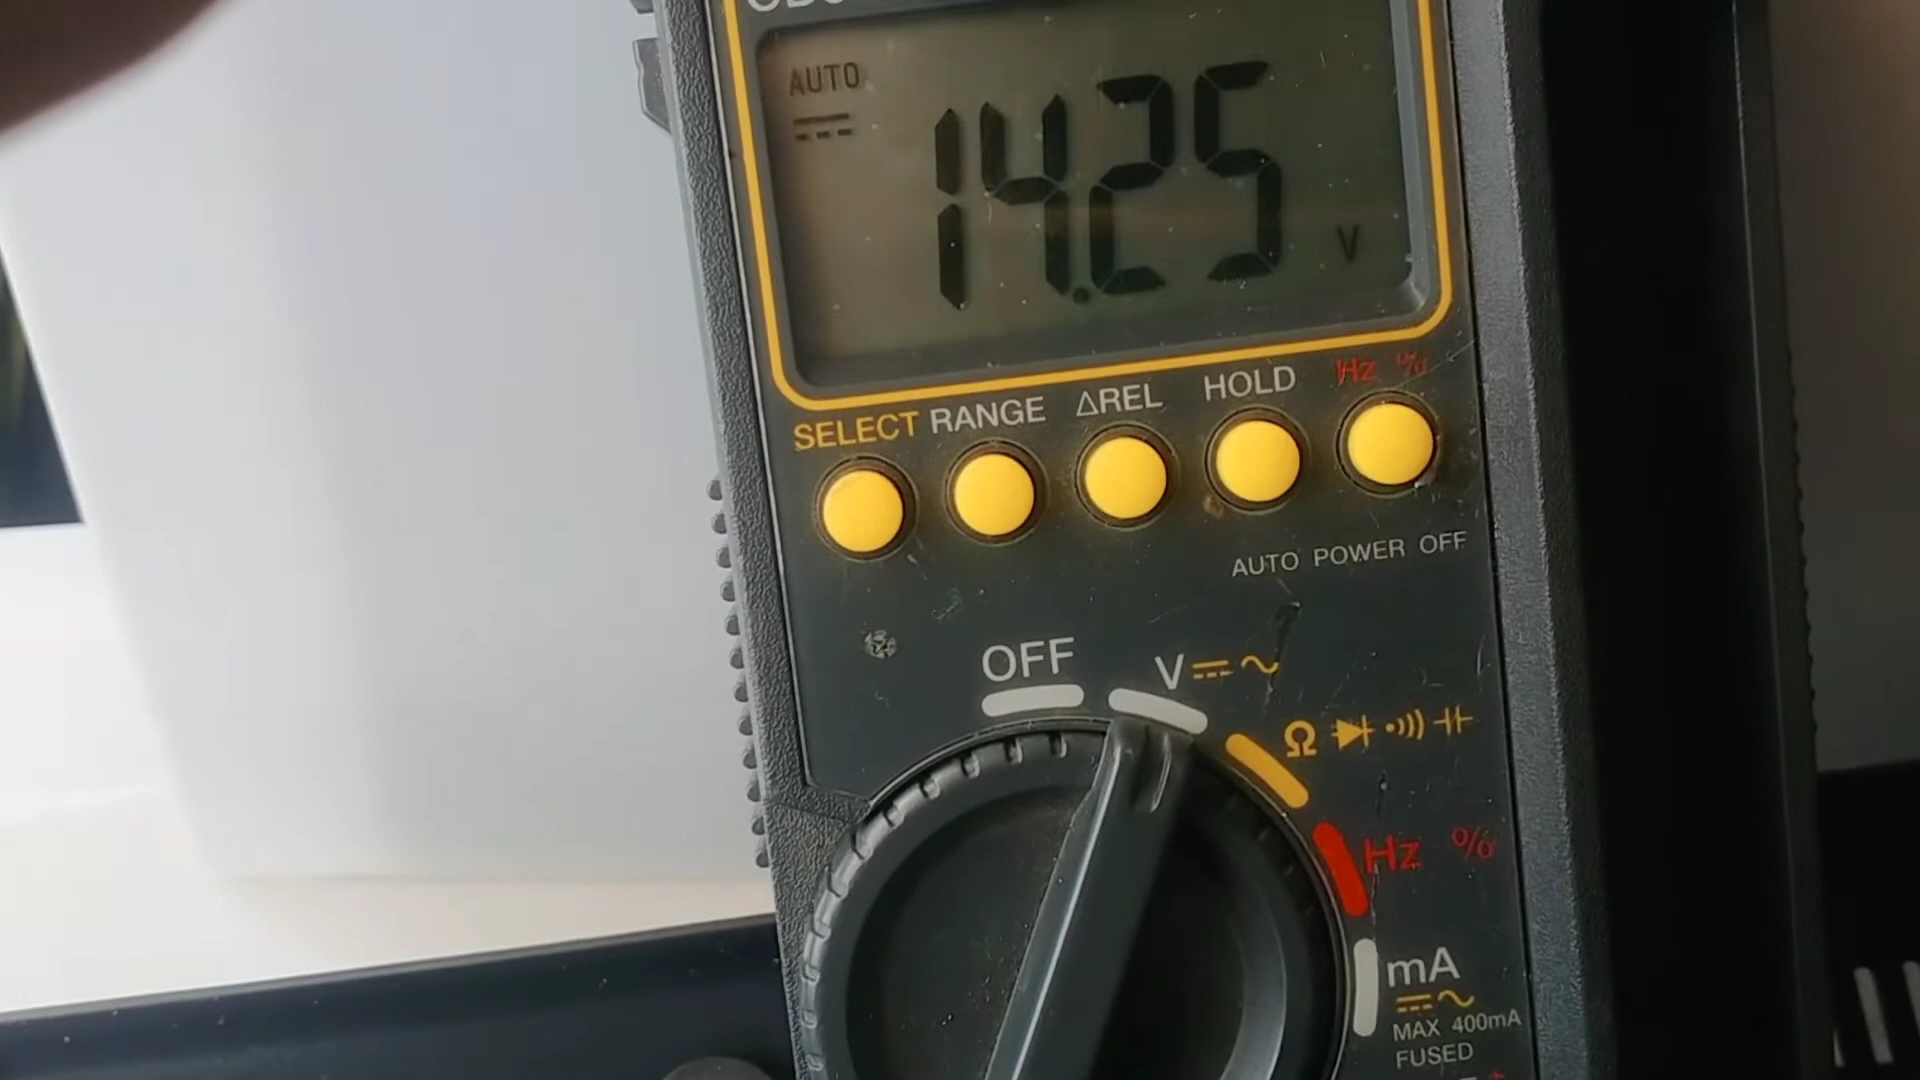 AUTO
14.25 V
SELECT RANGE ΔREL HOLD Hz %
AUTO POWER OFF
OFF V ⎓ ~
Ω
Hz %
mA
MAX 400mA
FUSED